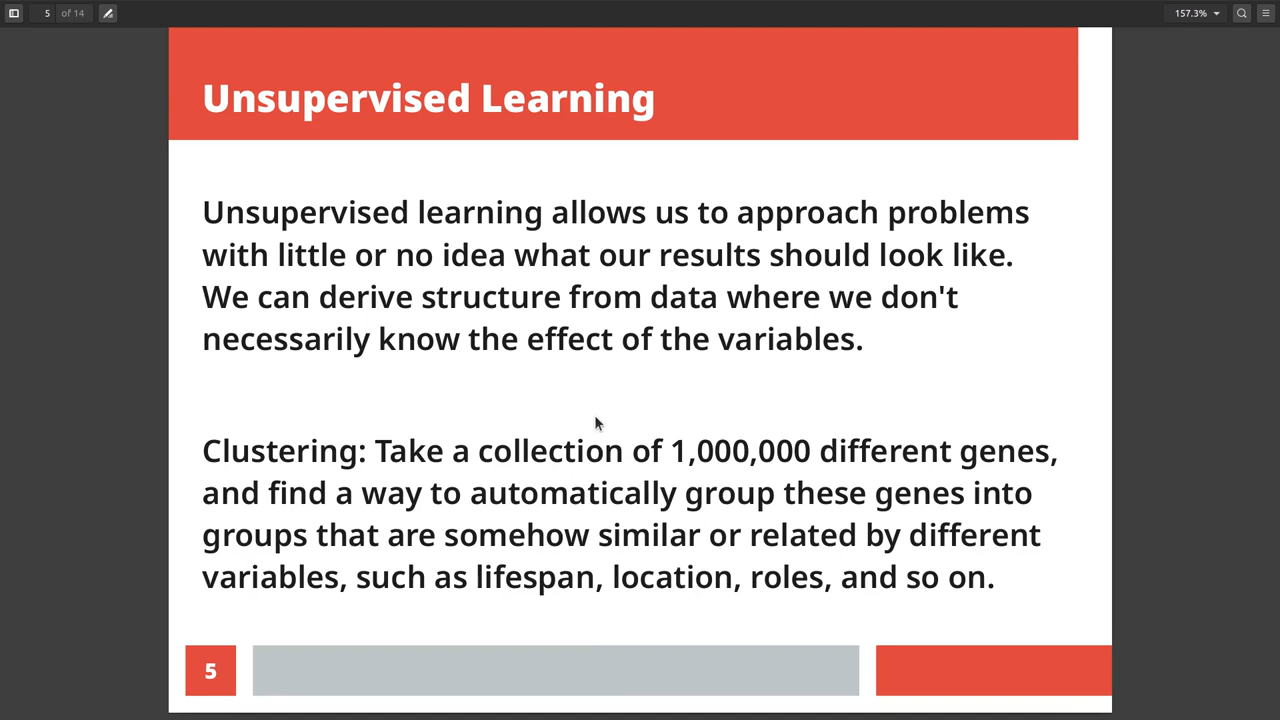 5 of 14
157.3%
Unsupervised Learning
Unsupervised learning allows us to approach problems
with little or no idea what our results should look like.
We can derive structure from data where we don't
necessarily know the effect of the variables.
Clustering: Take a collection of 1,000,000 different genes,
and find a way to automatically group these genes into
groups that are somehow similar or related by different
variables, such as lifespan, location, roles, and so on.
5